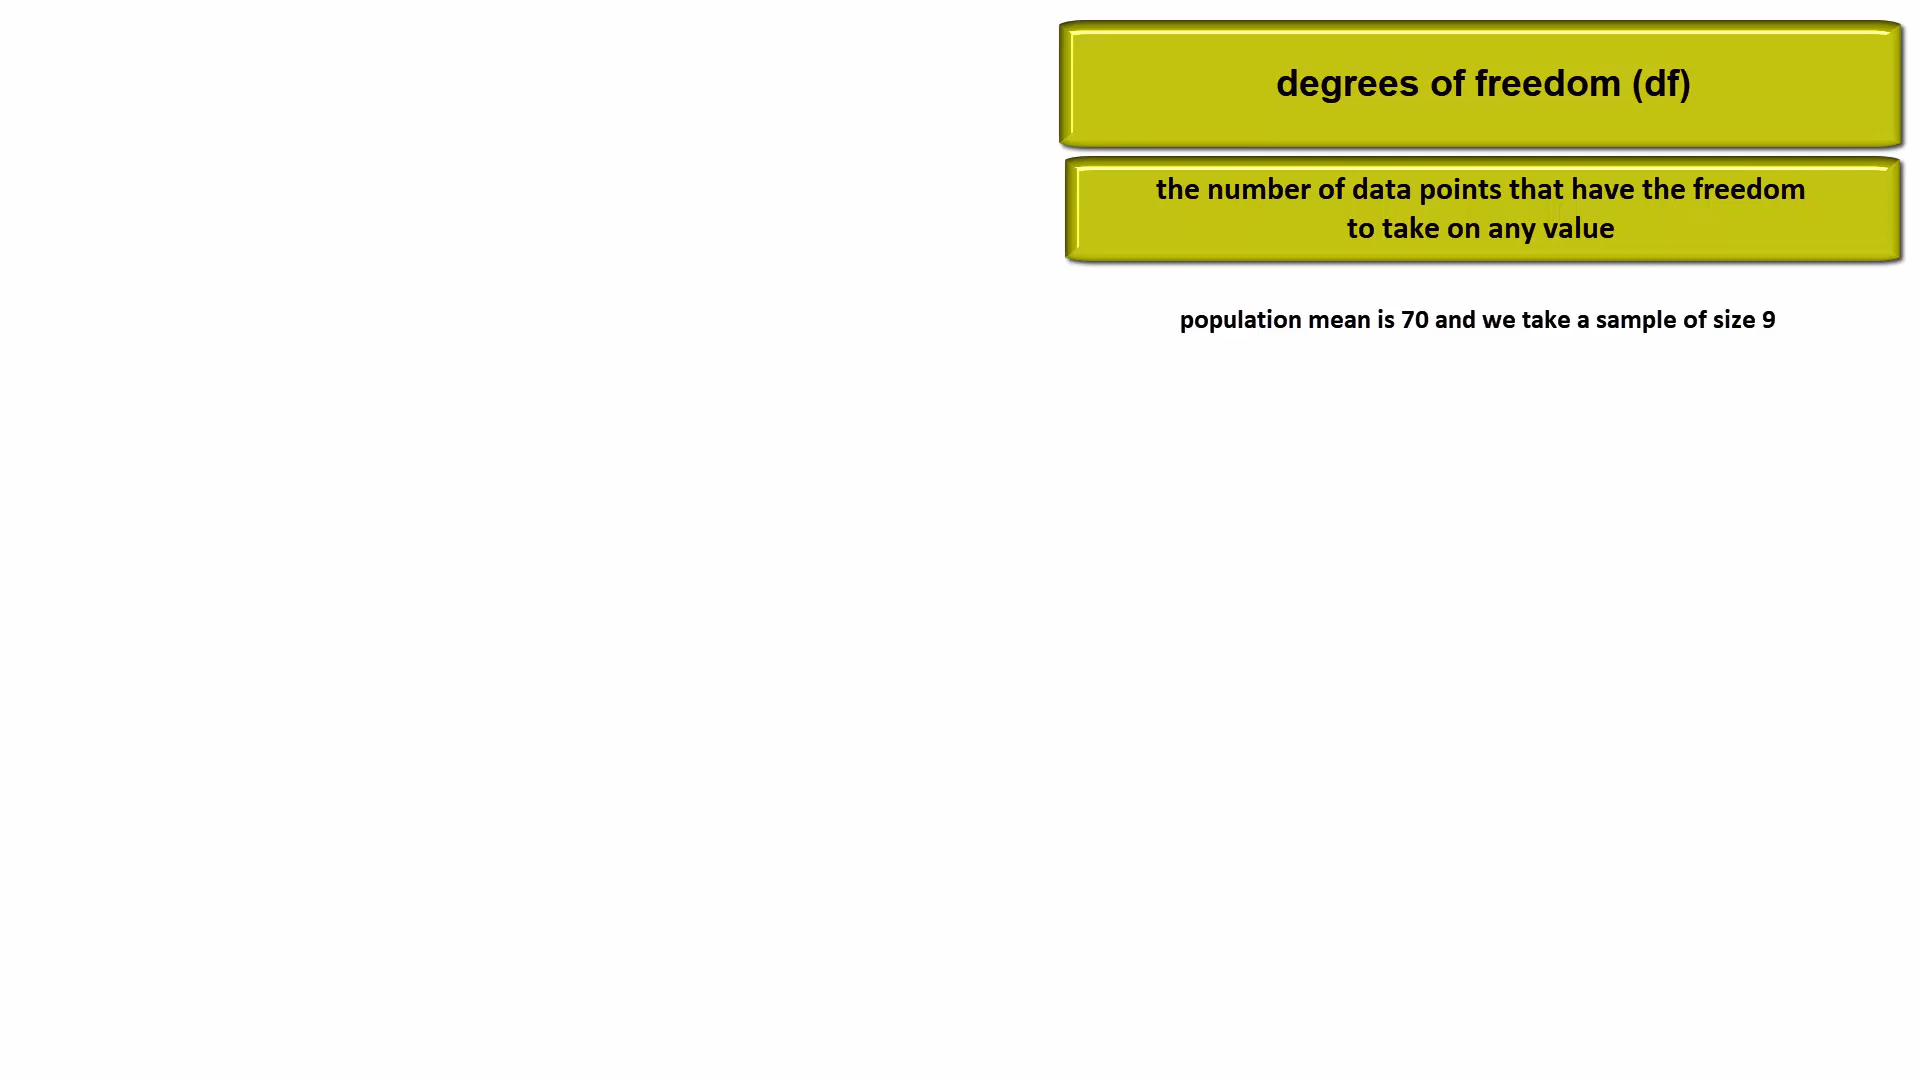 degrees of freedom (df)
the number of data points that have the freedom
to take on any value
population mean is 70 and we take a sample of size 9